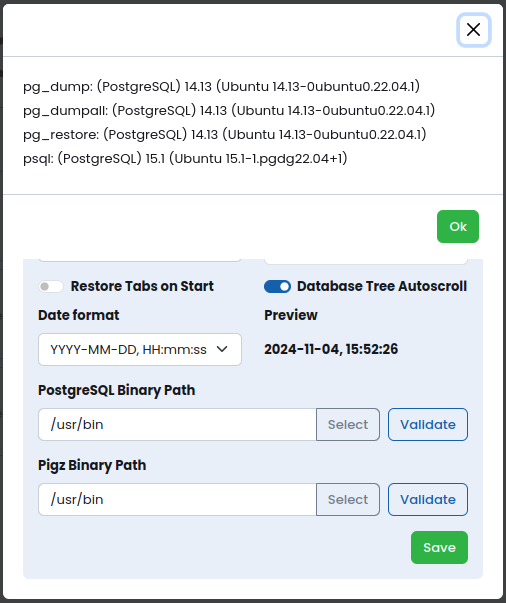 pg_dump: (PostgreSQL) 14.13 (Ubuntu 14.13-0ubuntu0.22.04.1)
pg_dumpall: (PostgreSQL) 14.13 (Ubuntu 14.13-0ubuntu0.22.04.1)
pg_restore: (PostgreSQL) 14.13 (Ubuntu 14.13-0ubuntu0.22.04.1)
psql: (PostgreSQL) 15.1 (Ubuntu 15.1-1.pgdg22.04+1)
Ok
Restore Tabs on Start
Database Tree Autoscroll
Date format
Preview
YYYY-MM-DD, HH:mm:ss
2024-11-04, 15:52:26
PostgreSQL Binary Path
/usr/bin
Select
Validate
Pigz Binary Path
/usr/bin
Select
Validate
Save